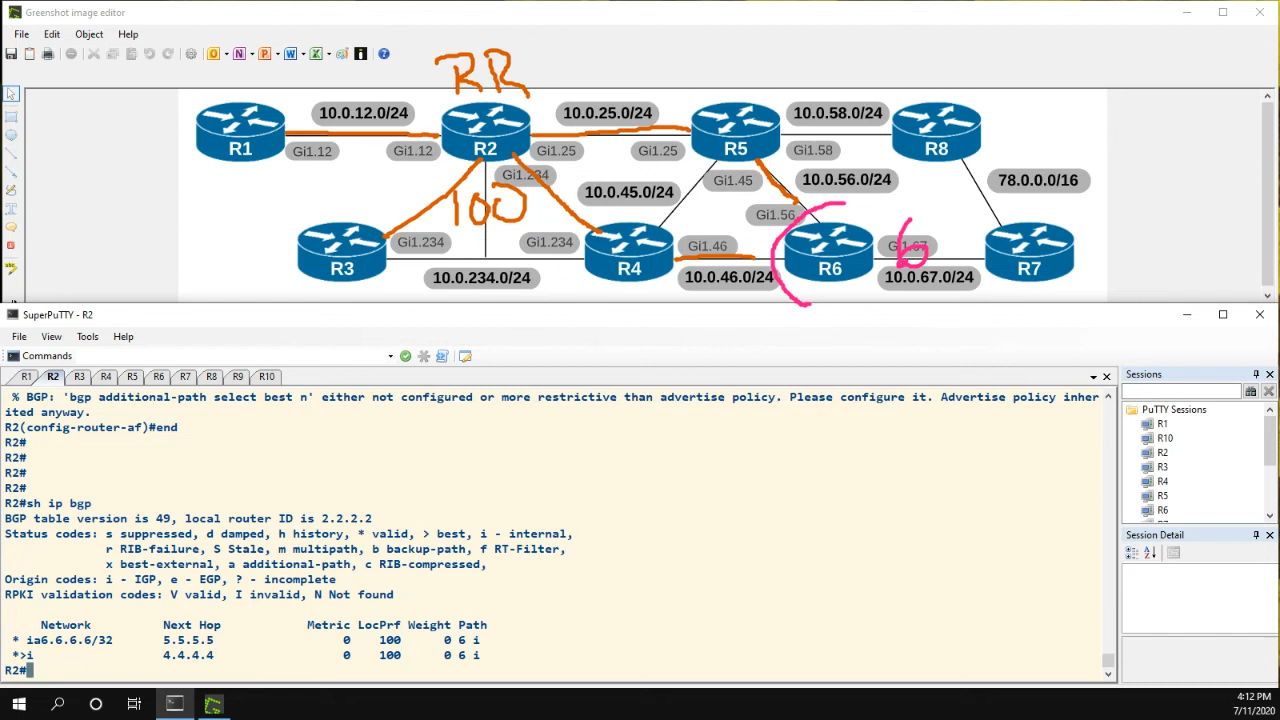 Greenshot image editor
File Edit Object Help
RR
10.0.12.0/24 10.0.25.0/24 10.0.58.0/24
R1 R2 R5 R8
Gi1.12 Gi1.12 Gi1.25 Gi1.25 Gi1.58
Gi1.234 10.0.45.0/24 Gi1.45 10.0.56.0/24 78.0.0.0/16
100
Gi1.56
6
Gi1.234 Gi1.234 Gi1.46 Gi1.67
R3 R4 R6 R7
10.0.234.0/24 10.0.46.0/24 10.0.67.0/24
SuperPuTTY - R2
File View Tools Help
Commands
R1 R2 R3 R4 R5 R6 R7 R8 R9 R10
% BGP: 'bgp additional-path select best n' either not configured or more restrictive than advertise policy. Please configure it. Advertise policy inher
ited anyway.
R2(config-router-af)#end
R2#
R2#
R2#
R2#
R2#sh ip bgp
BGP table version is 49, local router ID is 2.2.2.2
Status codes: s suppressed, d damped, h history, * valid, > best, i - internal,
r RIB-failure, S Stale, m multipath, b backup-path, f RT-Filter,
x best-external, a additional-path, c RIB-compressed,
Origin codes: i - IGP, e - EGP, ? - incomplete
RPKI validation codes: V valid, I invalid, N Not found
Network Next Hop Metric LocPrf Weight Path
* ia6.6.6.6/32 5.5.5.5 0 100 0 6 i
*>i 4.4.4.4 0 100 0 6 i
R2#
Sessions
PuTTY Sessions
R1
R10
R2
R3
R4
R5
R6
Session Detail
4:12 PM
7/11/2020